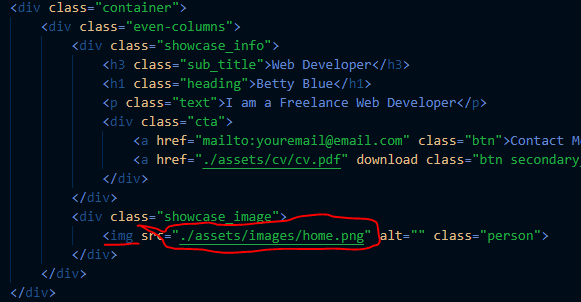 <div class="container">
<div class="even-columns">
<div class="showcase_info">
<h3 class="sub_title">Web Developer</h3>
<h1 class="heading">Betty Blue</h1>
<p class="text">I am a Freelance Web Developer</p>
<div class="cta">
<a href="mailto:youremail@email.com" class="btn">Contact M
<a href="./assets/cv/cv.pdf" download class="btn secondary
</div>
</div>
<div class="showcase_image">
<img src="./assets/images/home.png" alt="" class="person">
</div>
</div>
</div>